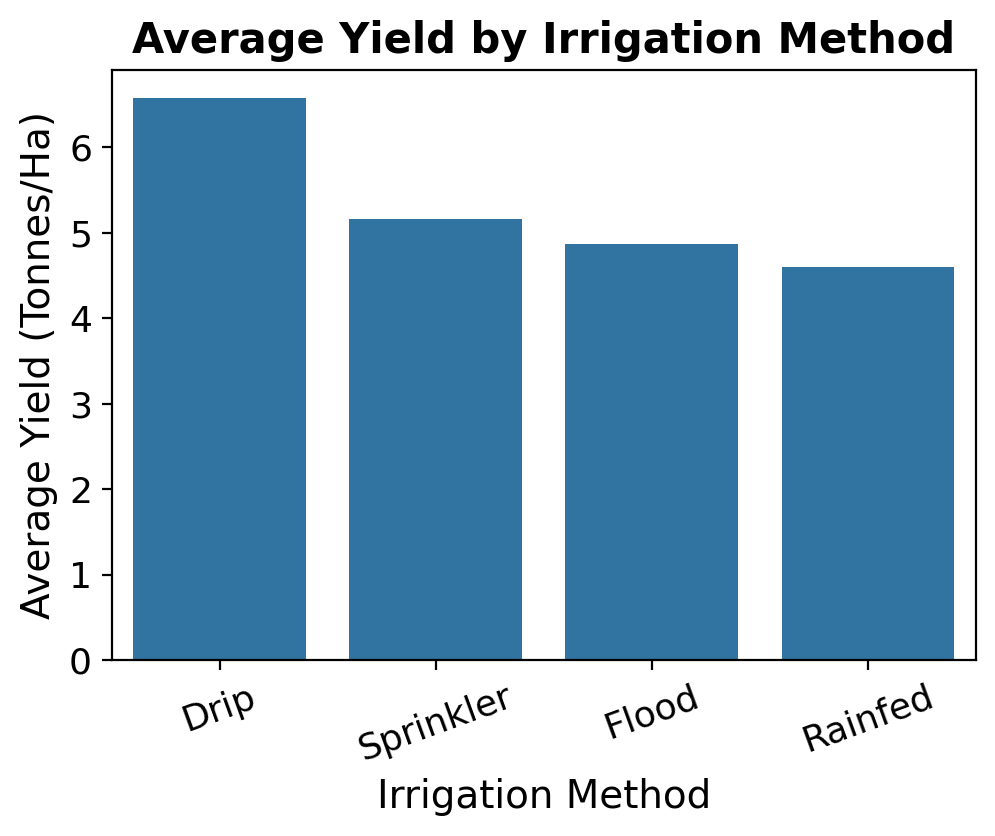 Average Yield by Irrigation Method
Average Yield (Tonnes/Ha)
6
5
4
3
2
1
0
Drip
Sprinkler
Flood
Rainfed
Irrigation Method